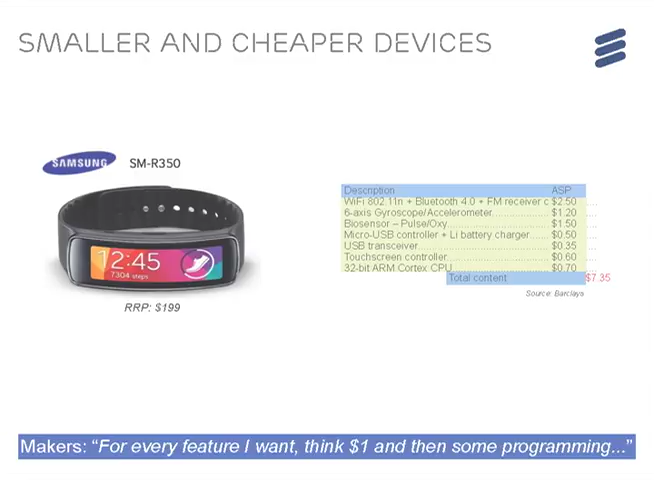 SMALLER AND CHEAPER DEVICES
SAMSUNG SM-R350
12:45
7304 steps
RRP: $199
Description ASP
WiFi 802.11n + Bluetooth 4.0 + FM receiver c $2.50
6-axis Gyroscope/Accelerometer $1.20
Biosensor – Pulse/Oxy $1.50
Micro-USB controller + Li battery charger $0.50
USB transceiver $0.35
Touchscreen controller $0.60
32-bit ARM Cortex CPU $0.70
Total content $7.35
Source: Barclays
Makers: “For every feature I want, think $1 and then some programming...”